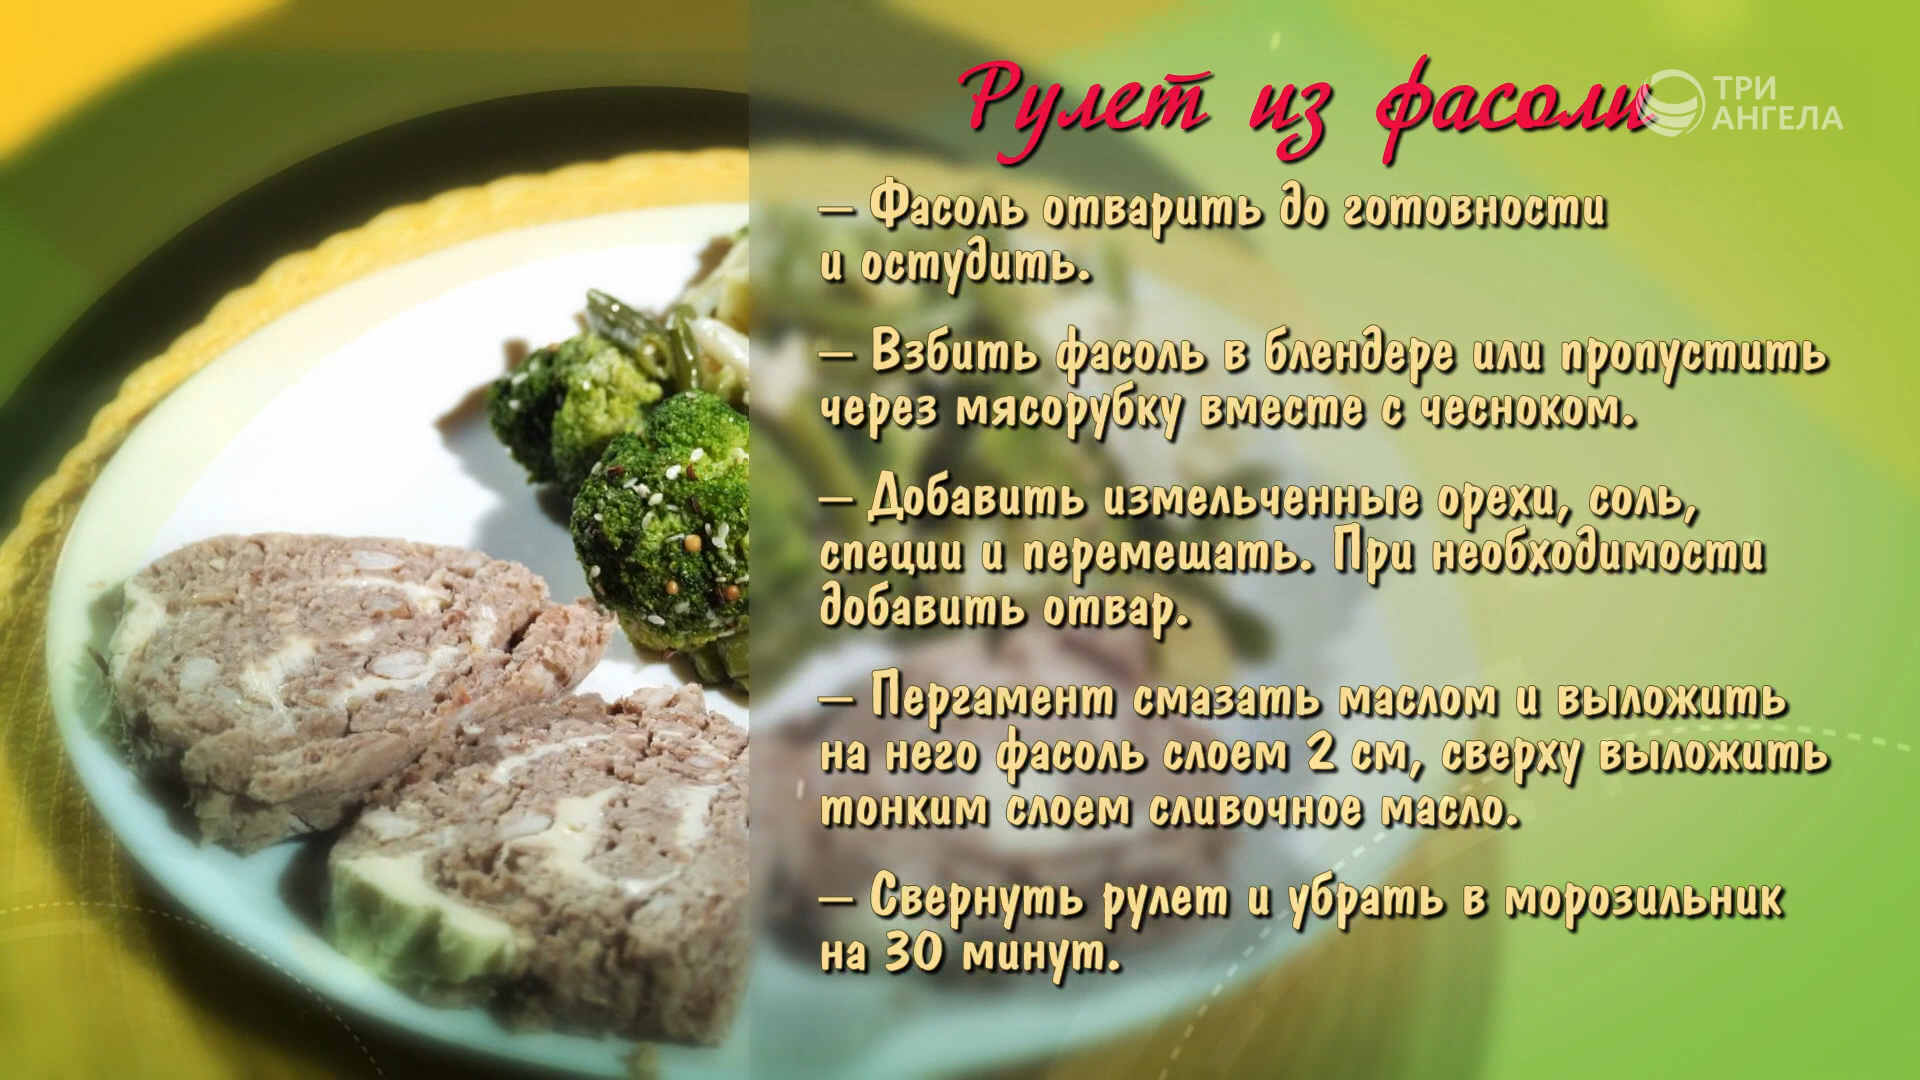 Рулет из фасоли
ТРИ
АНГЕЛА
– Фасоль отварить до готовности
и остудить.
– Взбить фасоль в блендере или пропустить
через мясорубку вместе с чесноком.
– Добавить измельченные орехи, соль,
специи и перемешать. При необходимости
добавить отвар.
– Пергамент смазать маслом и выложить
на него фасоль слоем 2 см, сверху выложить
тонким слоем сливочное масло.
– Свернуть рулет и убрать в морозильник
на 30 минут.